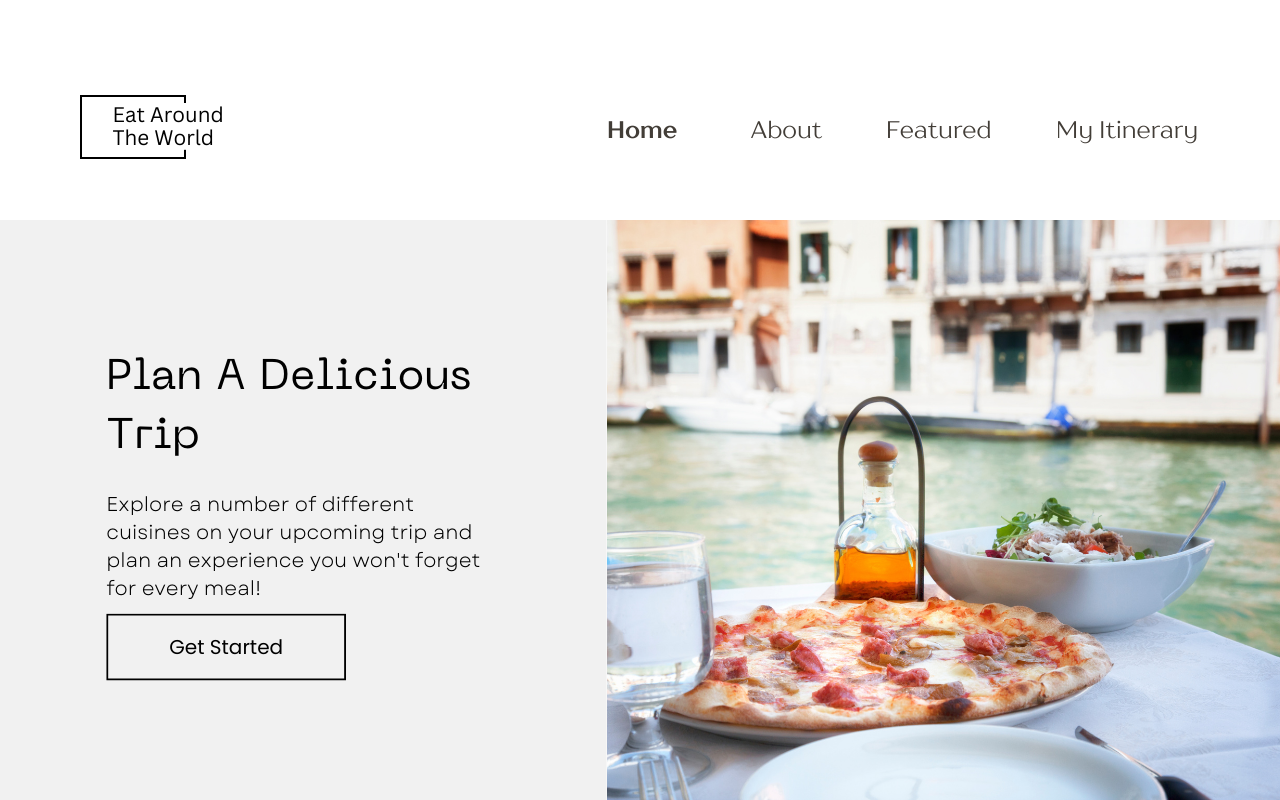 Eat Around
The World
Home About Featured My Itinerary
Plan A Delicious
Trip
Explore a number of different
cuisines on your upcoming trip and
plan an experience you won't forget
for every meal!
Get Started